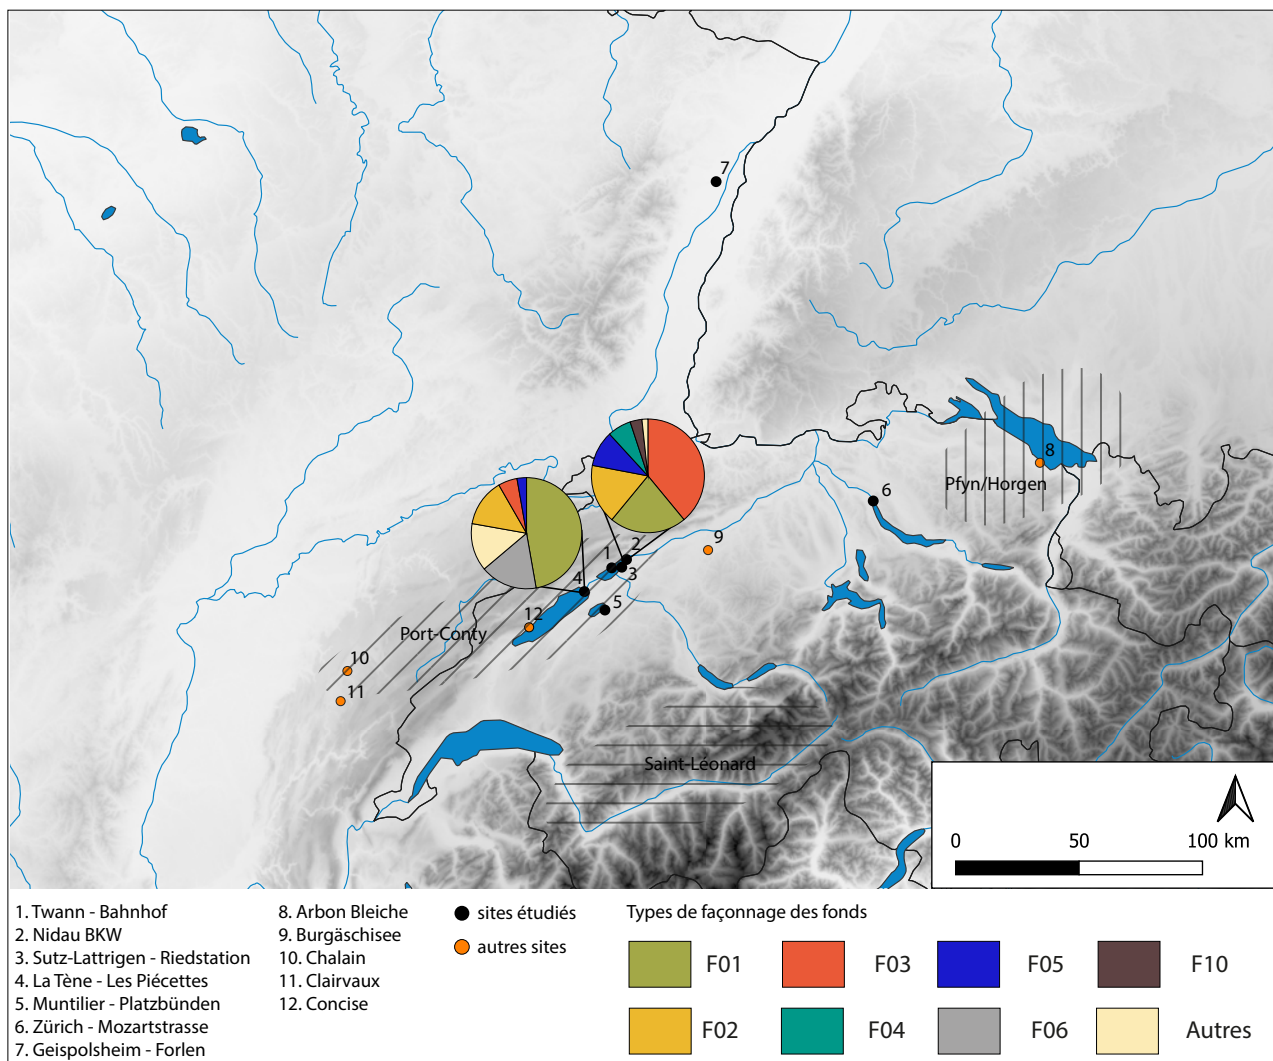 7
8
Pfyn/Horgen
6
9
2
1
3
4
5
12
Port-Conty
10
11
Saint-Léonard
0 50 100 km
1. Twann - Bahnhof
2. Nidau BKW
3. Sutz-Lattrigen - Riedstation
4. La Tène - Les Piécettes
5. Muntilier - Platzbünden
6. Zürich - Mozartstrasse
7. Geispolsheim - Forlen
8. Arbon Bleiche
9. Burgäschisee
10. Chalain
11. Clairvaux
12. Concise
sites étudiés
autres sites
Types de façonnage des fonds
F01 F03 F05 F10
F02 F04 F06 Autres